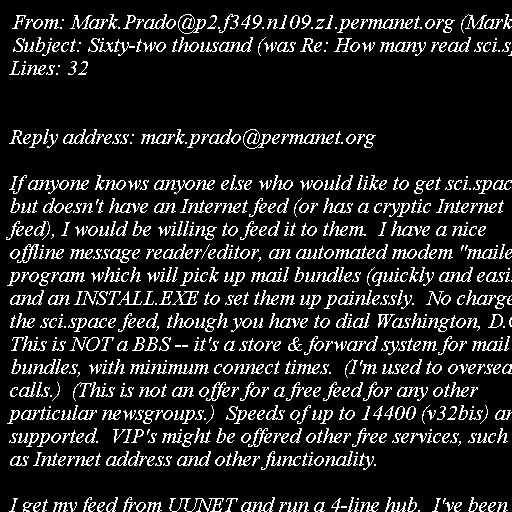 From: Mark.Prado@p2.f349.n109.z1.permanet.org (Mark
Subject: Sixty-two thousand (was Re: How many read sci.s
Lines: 32
Reply address: mark.prado@permanet.org
If anyone knows anyone else who would like to get sci.spac
but doesn't have an Internet feed (or has a cryptic Internet
feed), I would be willing to feed it to them.  I have a nice
offline message reader/editor, an automated modem "maile
program which will pick up mail bundles (quickly and easi
and an INSTALL.EXE to set them up painlessly.  No charge
the sci.space feed, though you have to dial Washington, D.C
This is NOT a BBS -- it's a store & forward system for mail
bundles, with minimum connect times.  (I'm used to oversea
calls.)  (This is not an offer for a free feed for any other
particular newsgroups.)  Speeds of up to 14400 (v32bis) ar
supported.  VIP's might be offered other free services, such
as Internet address and other functionality.
I get my feed from UUNET and run a 4-line hub.  I've been